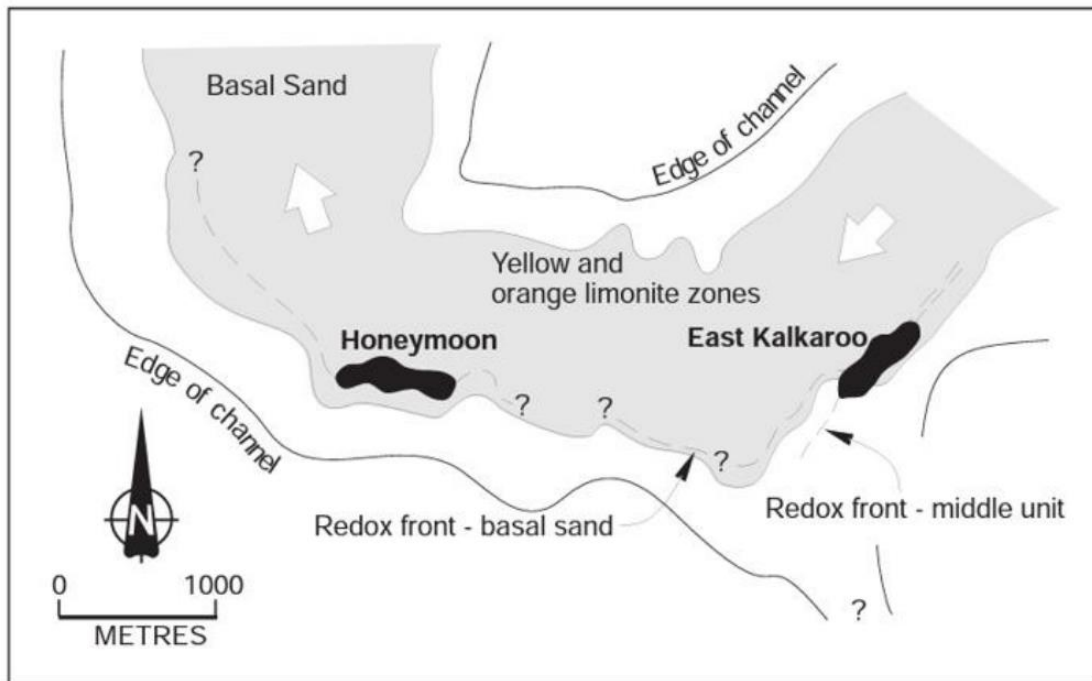 Basal Sand
Edge of channel
?
Yellow and
orange limonite zones
Honeymoon
East Kalkaroo
Edge of channel
?
?
?
Redox front - basal sand
Redox front - middle unit
N
0 1000
METRES
?